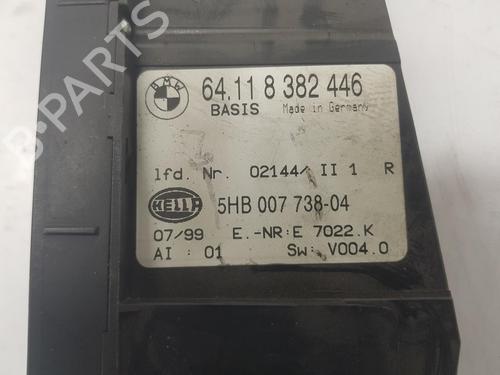 BMW
64.11 8 382 446
BASIS Made in Germany
lfd. Nr. 02144/ II 1 R
HELLA 5HB 007 738-04
07/99 E.-NR:E 7022.K
AI : 01 Sw: V004.0
B-PARTS